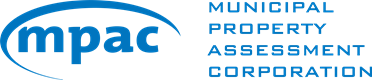 mpac
MUNICIPAL
PROPERTY
ASSESSMENT
CORPORATION